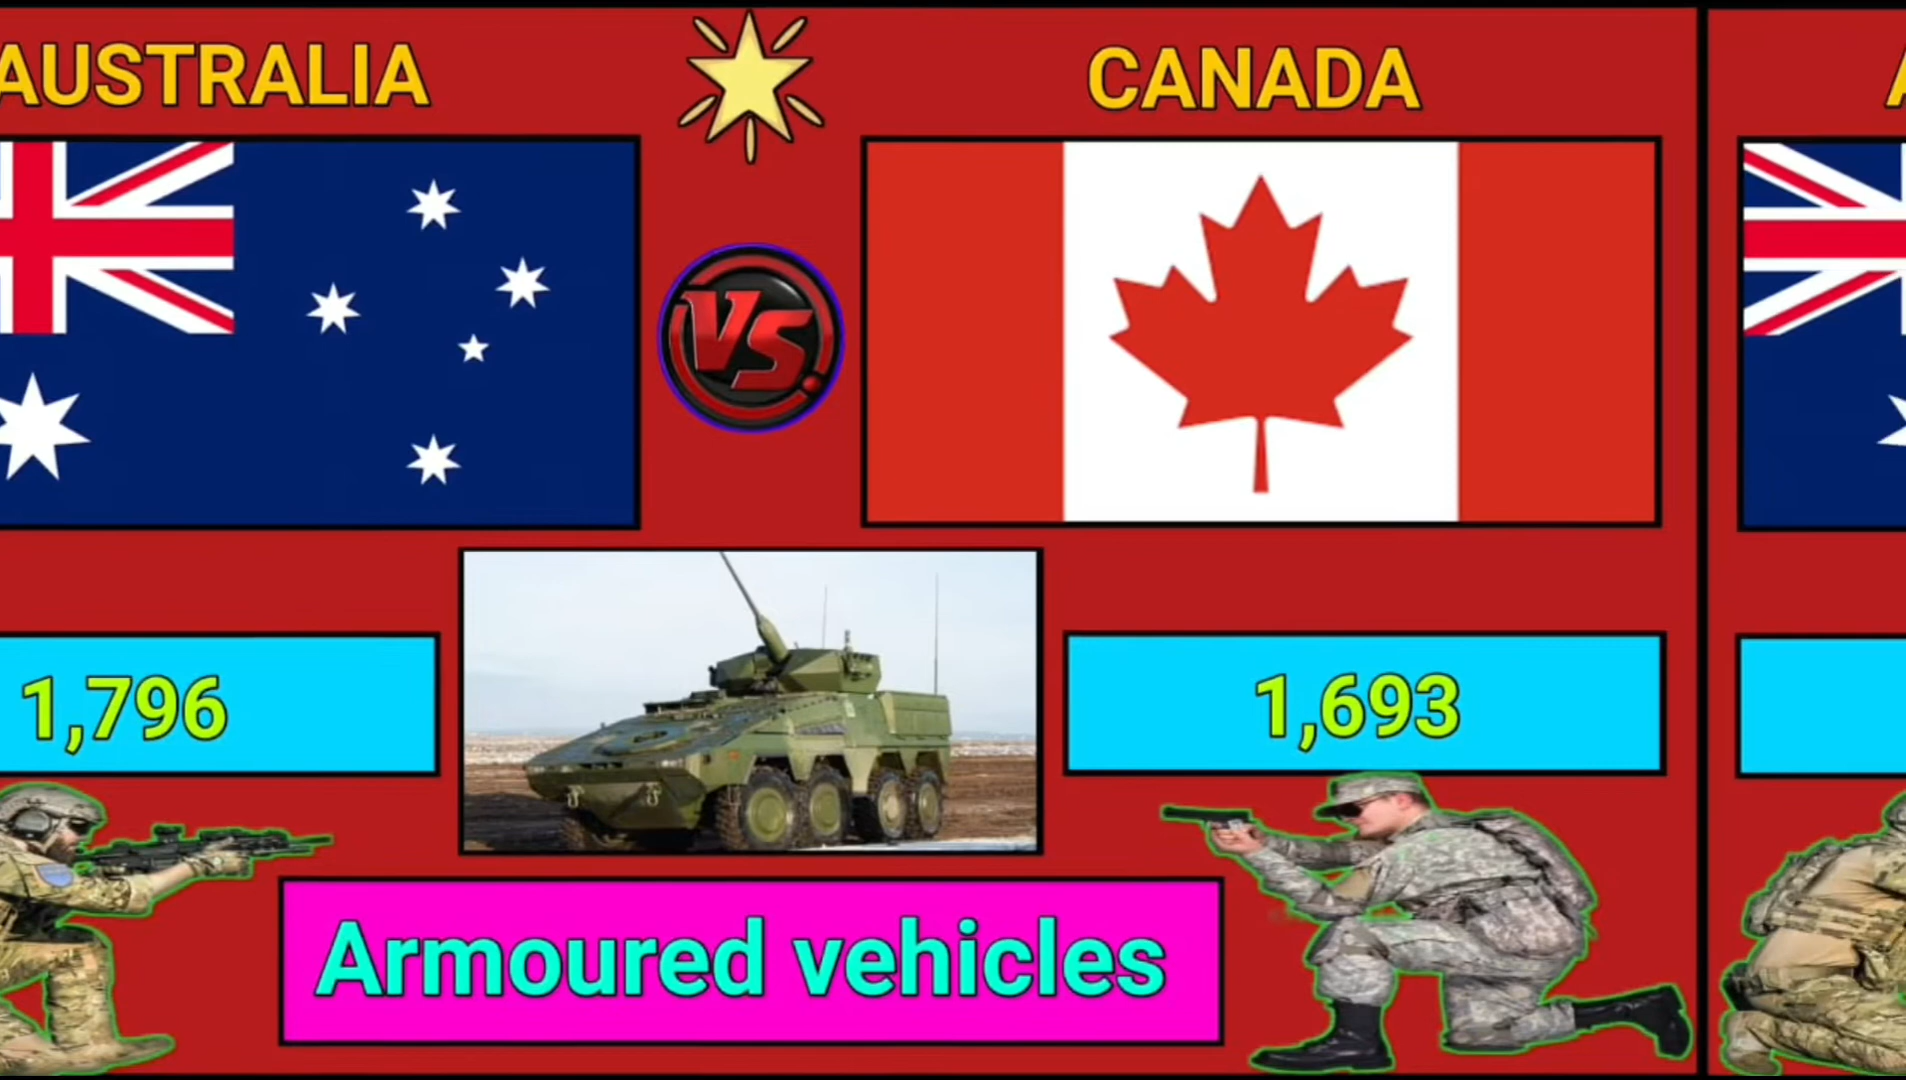 AUSTRALIA
CANADA
VS
1,796
1,693
Armoured vehicles